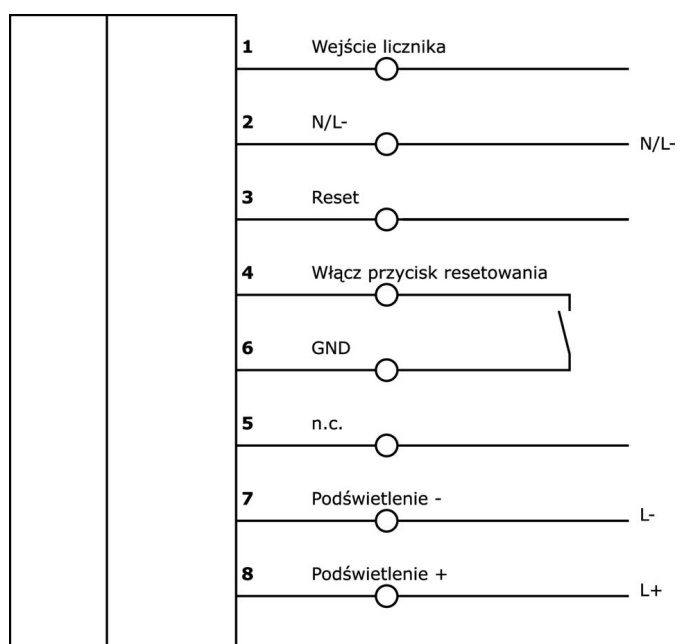 1 Wejście licznika
2 N/L- N/L-
3 Reset
4 Włącz przycisk resetowania
6 GND
5 n.c.
7 Podświetlenie - L-
8 Podświetlenie + L+